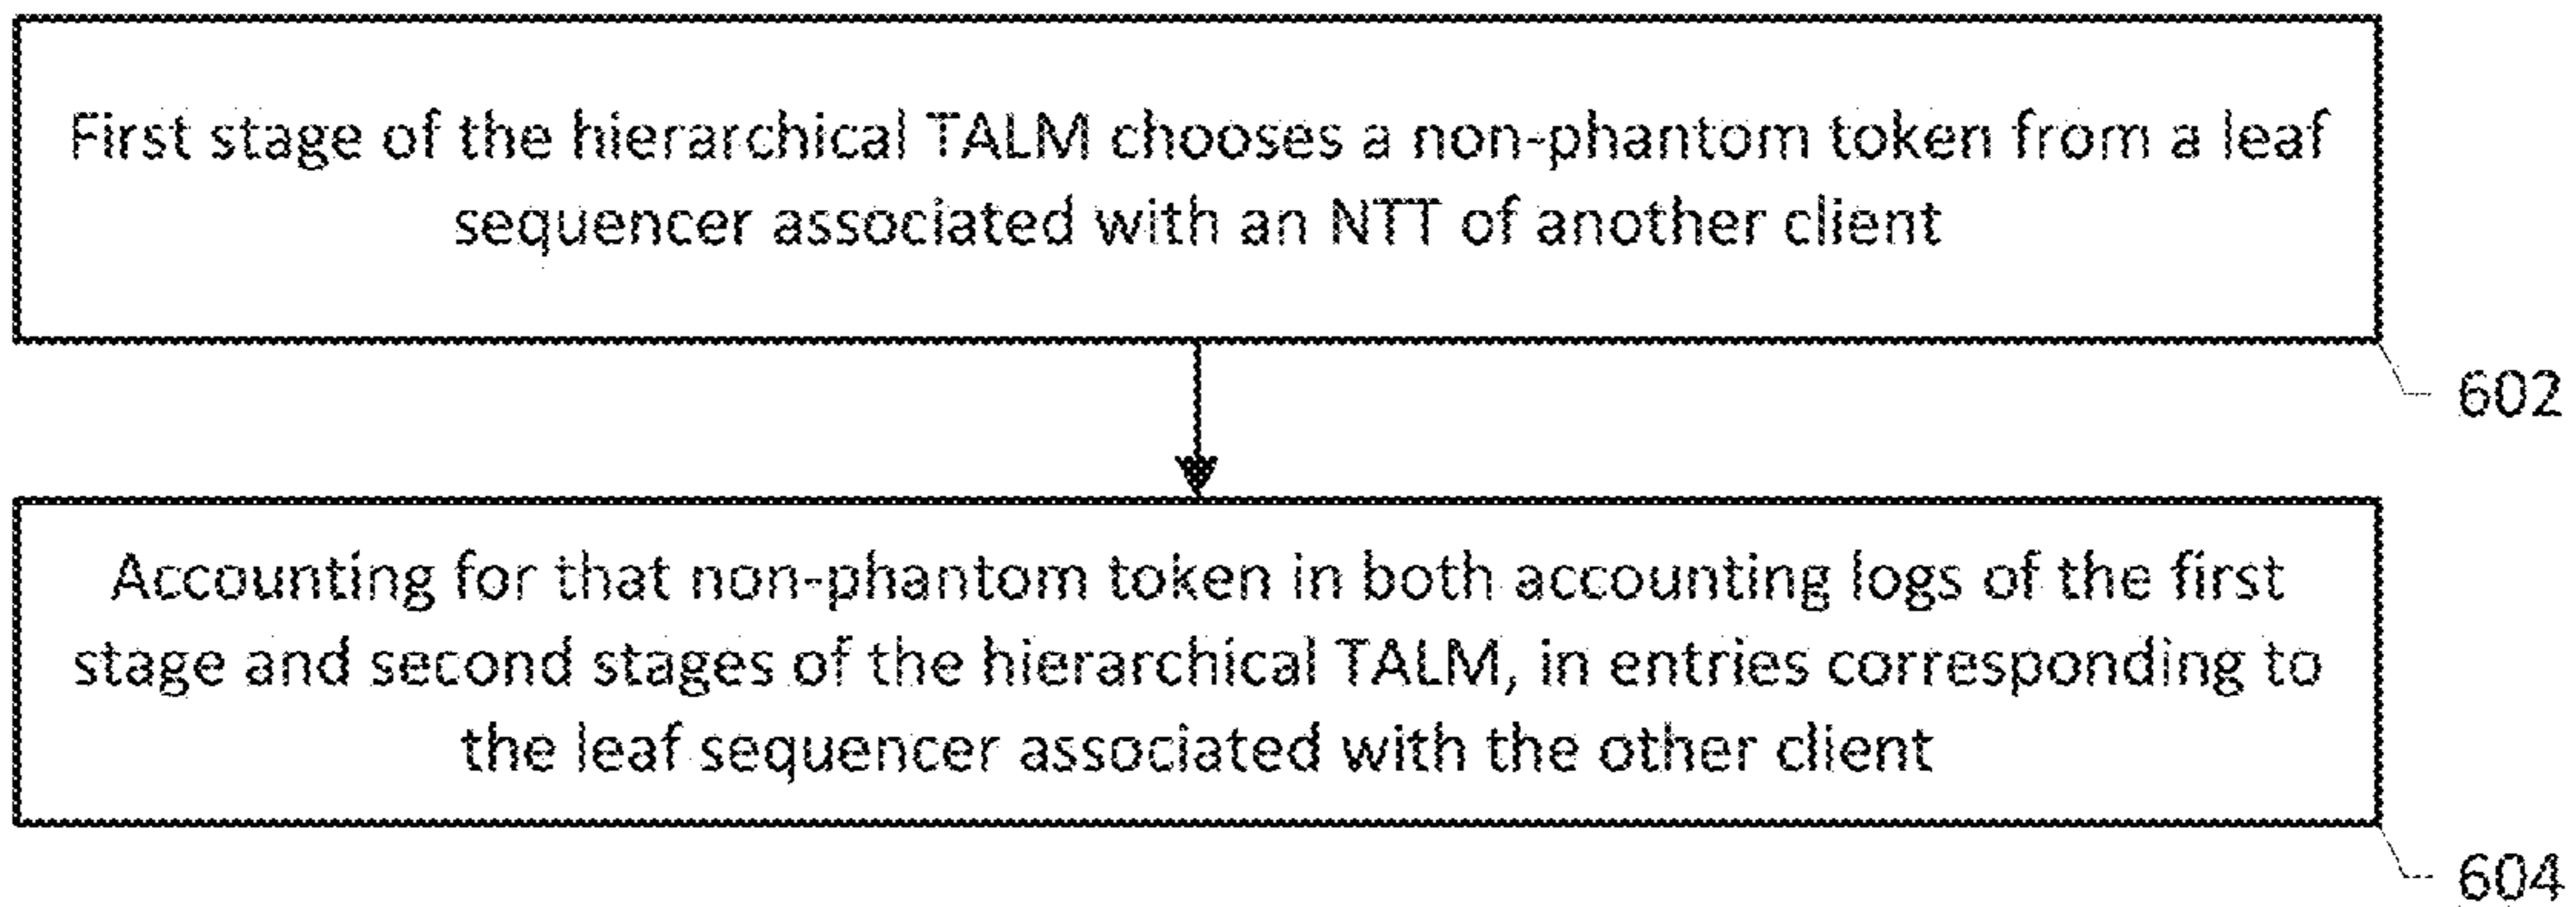 First stage of the hierarchical TALM chooses a non-phantom token from a leaf
sequencer associated with an NTT of another client
602
Accounting for that non-phantom token in both accounting logs of the first
stage and second stages of the hierarchical TALM, in entries corresponding to
the leaf sequencer associated with the other client
604